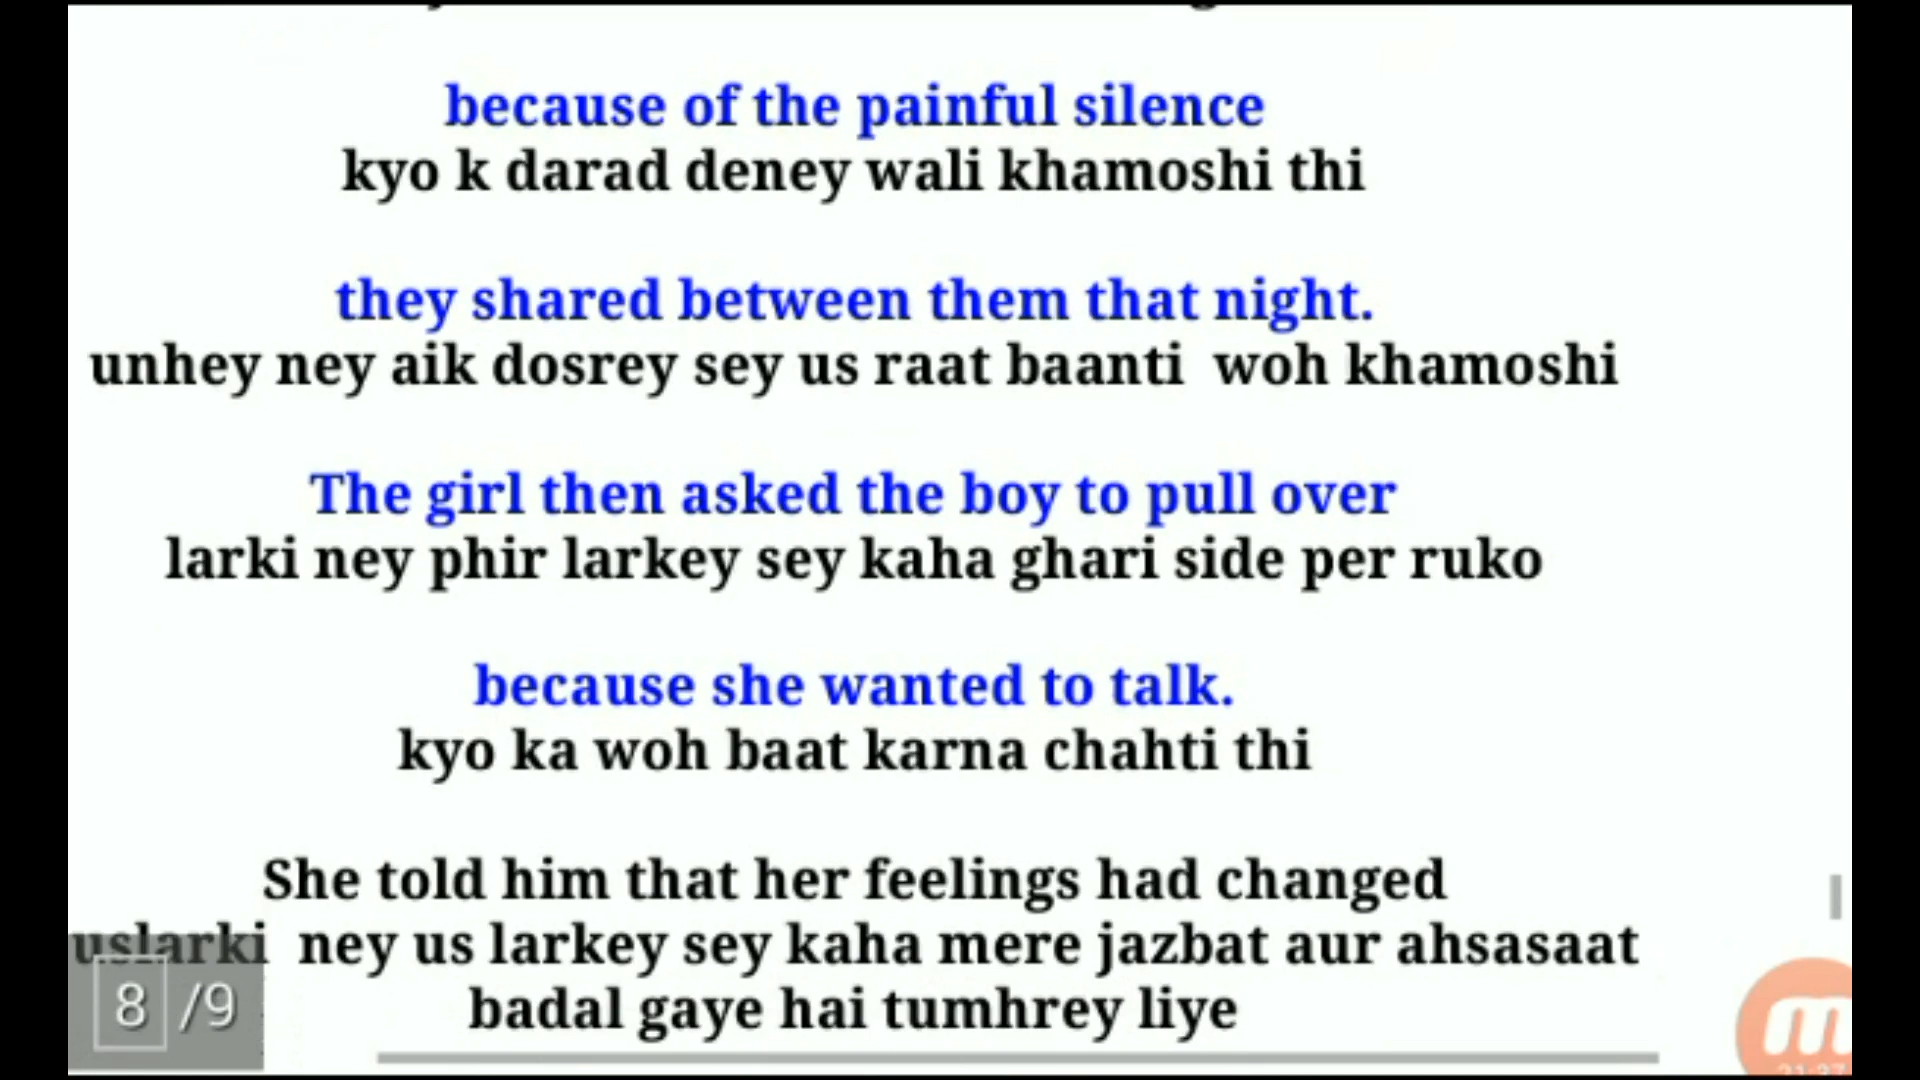 because of the painful silence
kyo k darad deney wali khamoshi thi
they shared between them that night.
unhey ney aik dosrey sey us raat baanti woh khamoshi
The girl then asked the boy to pull over
larki ney phir larkey sey kaha ghari side per ruko
because she wanted to talk.
kyo ka woh baat karna chahti thi
She told him that her feelings had changed
uslarki ney us larkey sey kaha mere jazbat aur ahsasaat
badal gaye hai tumhrey liye
8 /9